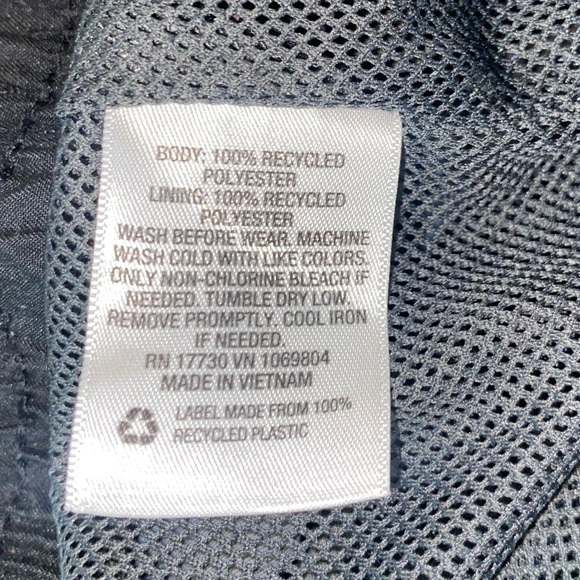 BODY: 100% RECYCLED
POLYESTER
LINING: 100% RECYCLED
POLYESTER
WASH BEFORE WEAR. MACHINE
WASH COLD WITH LIKE COLORS.
ONLY NON-CHLORINE BLEACH IF
NEEDED. TUMBLE DRY LOW.
REMOVE PROMPTLY. COOL IRON
IF NEEDED.
RN 17730 VN 1069804
MADE IN VIETNAM
LABEL MADE FROM 100%
RECYCLED PLASTIC